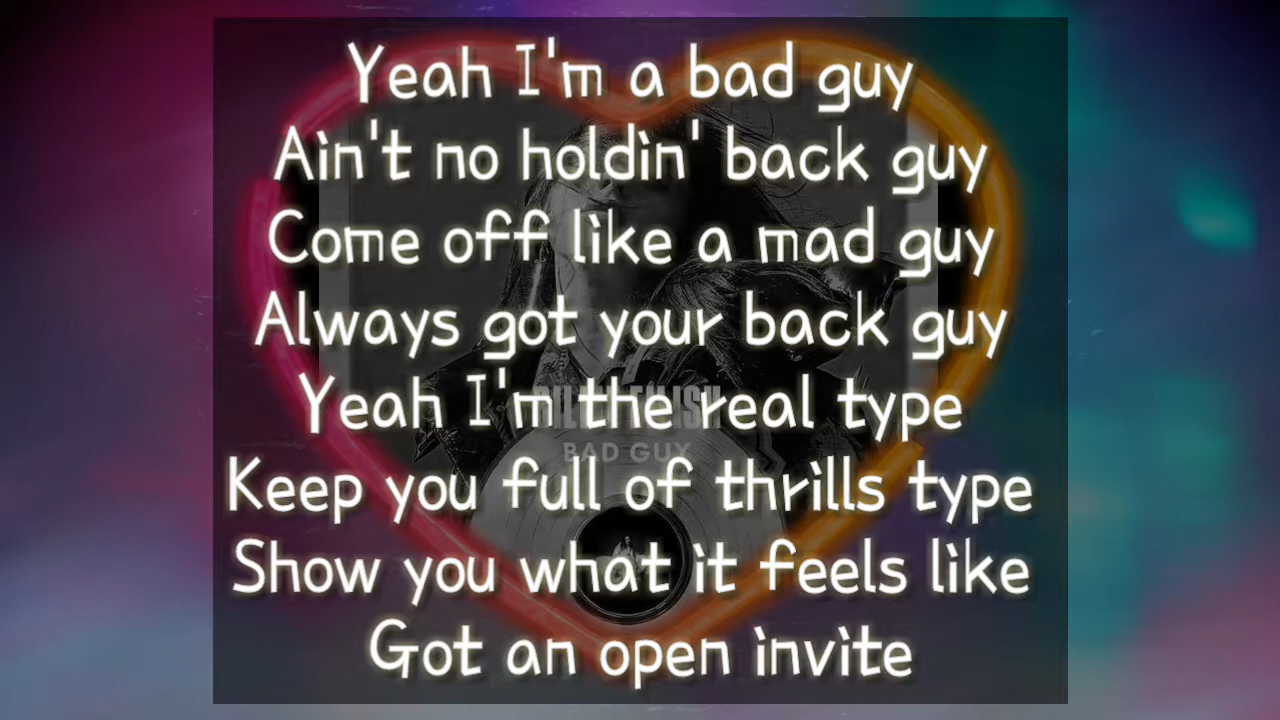 Yeah I'm a bad guy
Ain't no holdin' back guy
Come off like a mad guy
Always got your back guy
Yeah I'm the real type
BILLIE EILISH
BAD GUY
Keep you full of thrills type
Show you what it feels like
Got an open invite